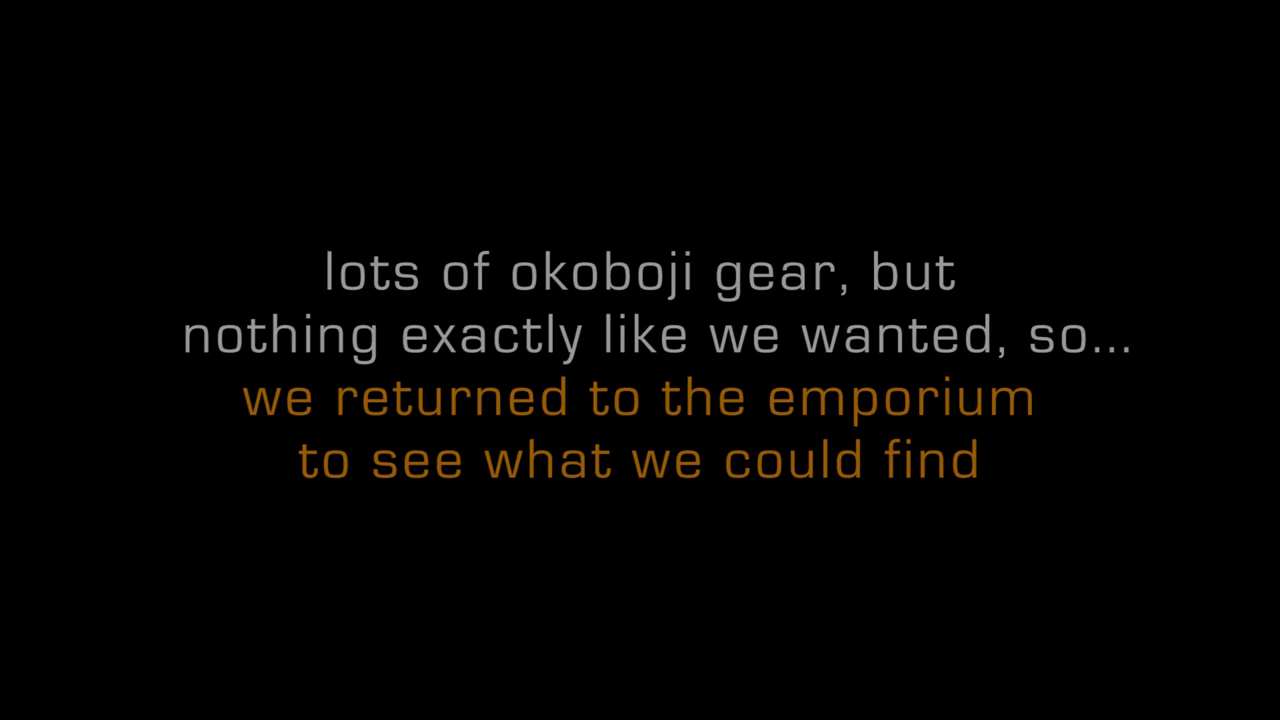 lots of okoboji gear, but
nothing exactly like we wanted, so...
we returned to the emporium
to see what we could find